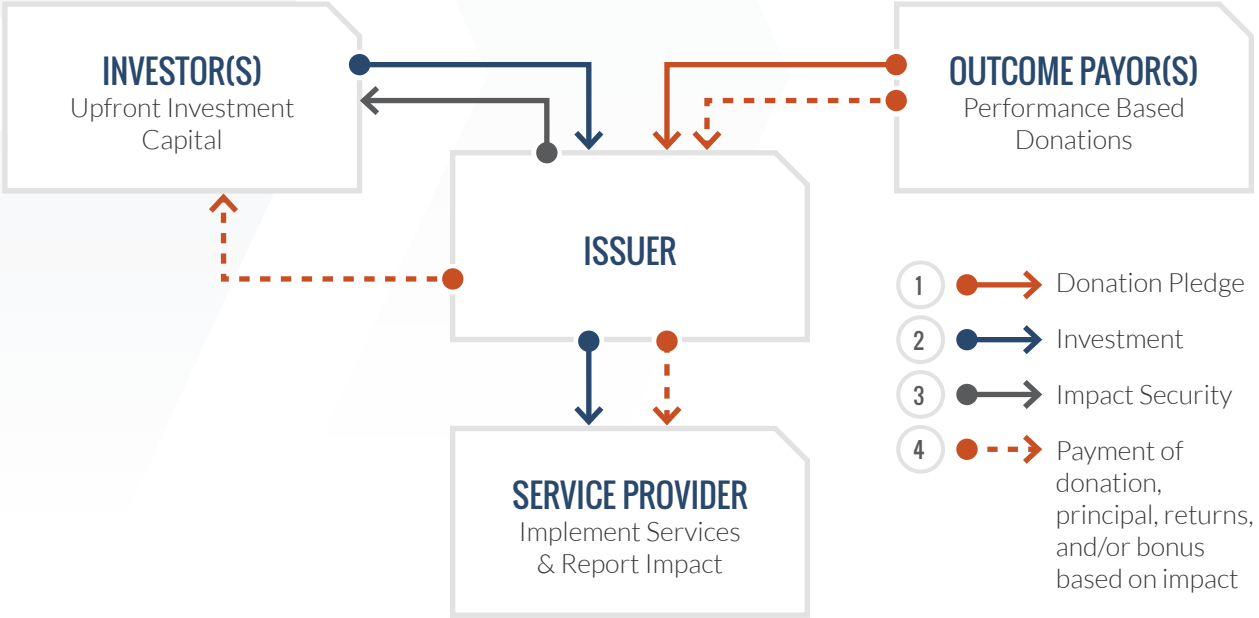 INVESTOR(S)
Upfront Investment
Capital
OUTCOME PAYOR(S)
Performance Based
Donations
ISSUER
SERVICE PROVIDER
Implement Services
& Report Impact
1 Donation Pledge
2 Investment
3 Impact Security
4 Payment of
donation,
principal, returns,
and/or bonus
based on impact